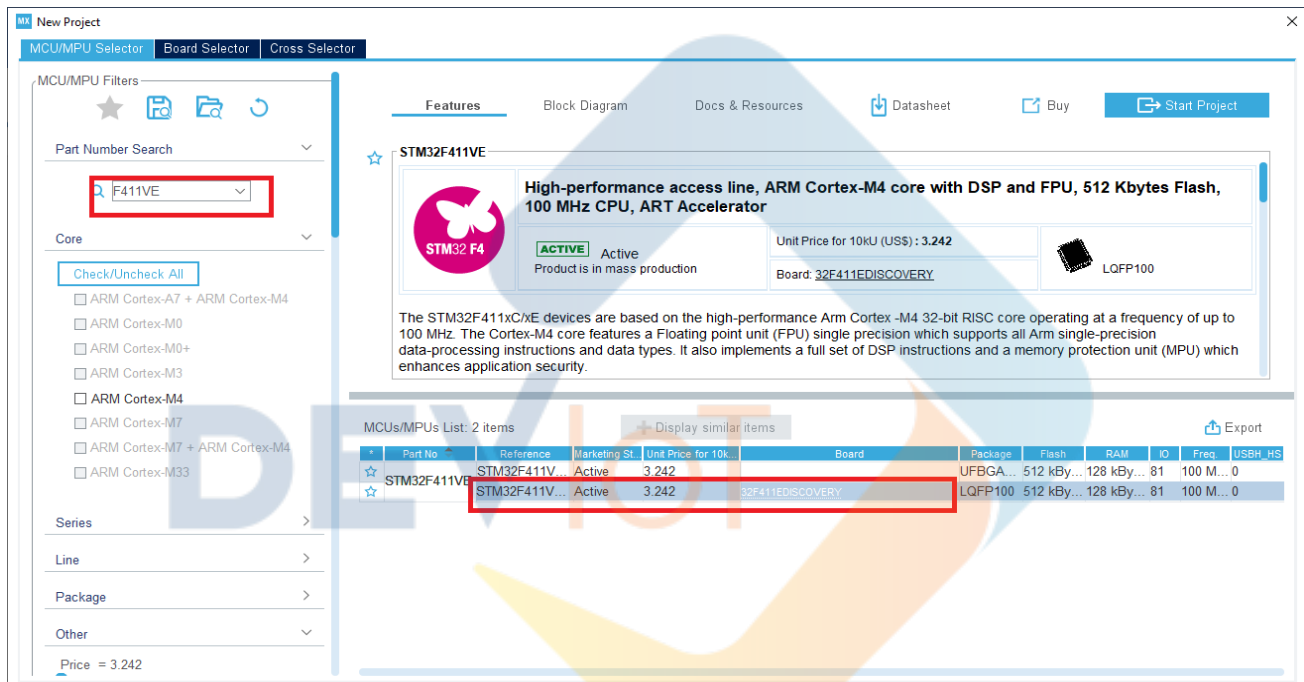 MX New Project
MCU/MPU Selector Board Selector Cross Selector
MCU/MPU Filters
Part Number Search
F411VE
Core
Check/Uncheck All
ARM Cortex-A7 + ARM Cortex-M4
ARM Cortex-M0
ARM Cortex-M0+
ARM Cortex-M3
ARM Cortex-M4
ARM Cortex-M7
ARM Cortex-M7 + ARM Cortex-M4
ARM Cortex-M33
Series
Line
Package
Other
Price = 3.242
Features Block Diagram Docs & Resources Datasheet Buy Start Project
STM32F411VE
STM32 F4
High-performance access line, ARM Cortex-M4 core with DSP and FPU, 512 Kbytes Flash,
100 MHz CPU, ART Accelerator
ACTIVE Active
Product is in mass production
Unit Price for 10kU (US$) : 3.242
Board: 32F411EDISCOVERY
LQFP100
The STM32F411xC/xE devices are based on the high-performance Arm Cortex -M4 32-bit RISC core operating at a frequency of up to
100 MHz. The Cortex-M4 core features a Floating point unit (FPU) single precision which supports all Arm single-precision
data-processing instructions and data types. It also implements a full set of DSP instructions and a memory protection unit (MPU) which
enhances application security.
MCUs/MPUs List: 2 items + Display similar items Export
* Part No Reference Marketing St... Unit Price for 10k... Board Package Flash RAM IO Freq. USBH_HS
STM32F411VE
STM32F411V... Active 3.242 UFBGA... 512 kBy... 128 kBy... 81 100 M... 0
STM32F411V... Active 3.242 32F411EDISCOVERY LQFP100 512 kBy... 128 kBy... 81 100 M... 0
DEVIoT